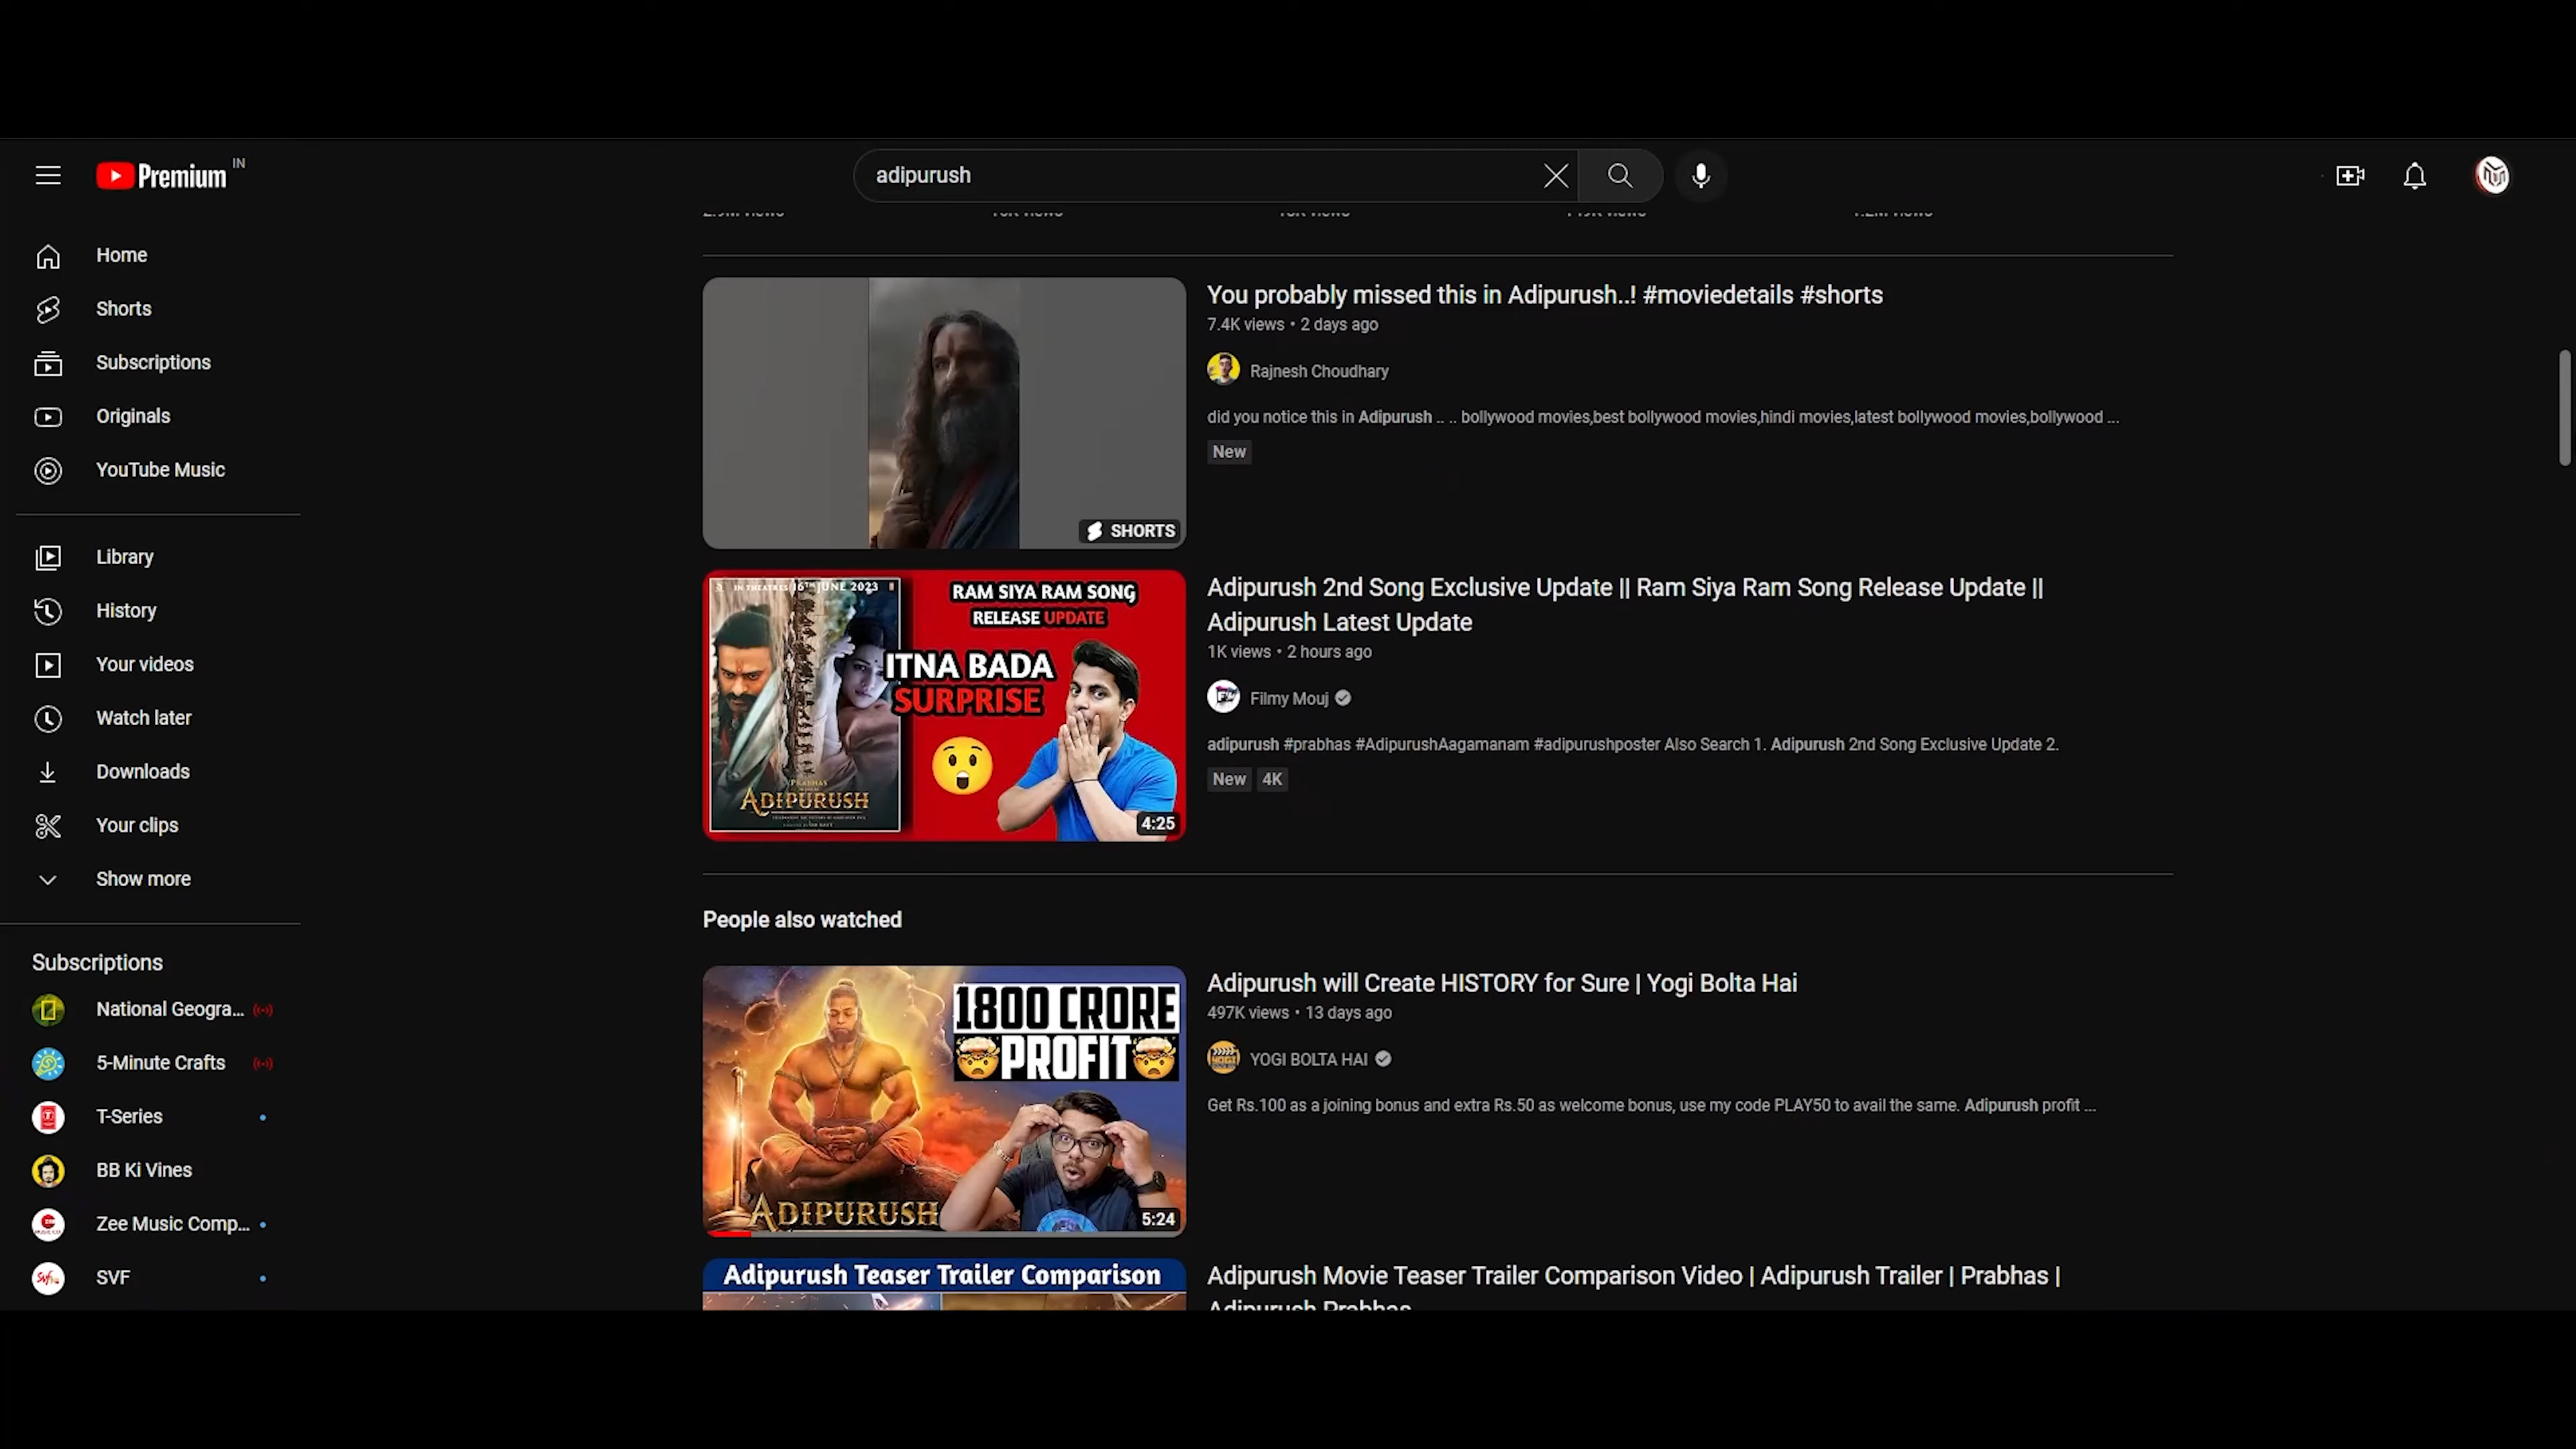 Premium IN
adipurush
Home
Shorts
Subscriptions
Originals
YouTube Music
Library
History
Your videos
Watch later
Downloads
Your clips
Show more
Subscriptions
National Geogra...
5-Minute Crafts
T-Series
BB Ki Vines
Zee Music Comp...
SVF
SHORTS
You probably missed this in Adipurush..! #moviedetails #shorts
7.4K views • 2 days ago
Rajnesh Choudhary
did you notice this in Adipurush .. .. bollywood movies,best bollywood movies,hindi movies,latest bollywood movies,bollywood ...
New
IN THEATRES 16TH JUNE 2023
RAM SIYA RAM SONG
RELEASE UPDATE
ITNA BADA
SURPRISE
PRABHAS
ADIPURUSH
4:25
Adipurush 2nd Song Exclusive Update || Ram Siya Ram Song Release Update ||
Adipurush Latest Update
1K views • 2 hours ago
Filmy Mouj
adipurush #prabhas #AdipurushAagamanam #adipurushposter Also Search 1. Adipurush 2nd Song Exclusive Update 2.
New 4K
People also watched
1800 CRORE
PROFIT
ADIPURUSH
5:24
Adipurush will Create HISTORY for Sure | Yogi Bolta Hai
497K views • 13 days ago
YOGI BOLTA HAI
Get Rs.100 as a joining bonus and extra Rs.50 as welcome bonus, use my code PLAY50 to avail the same. Adipurush profit ...
Adipurush Teaser Trailer Comparison
Adipurush Movie Teaser Trailer Comparison Video | Adipurush Trailer | Prabhas |
Adipurush Prabhas